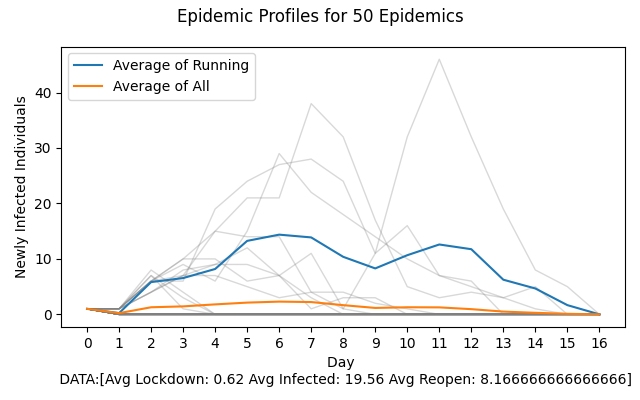 Epidemic Profiles for 50 Epidemics
Average of Running
Average of All
Newly Infected Individuals
40
30
20
10
0
0 1 2 3 4 5 6 7 8 9 10 11 12 13 14 15 16
Day
DATA:[Avg Lockdown: 0.62 Avg Infected: 19.56 Avg Reopen: 8.166666666666666]